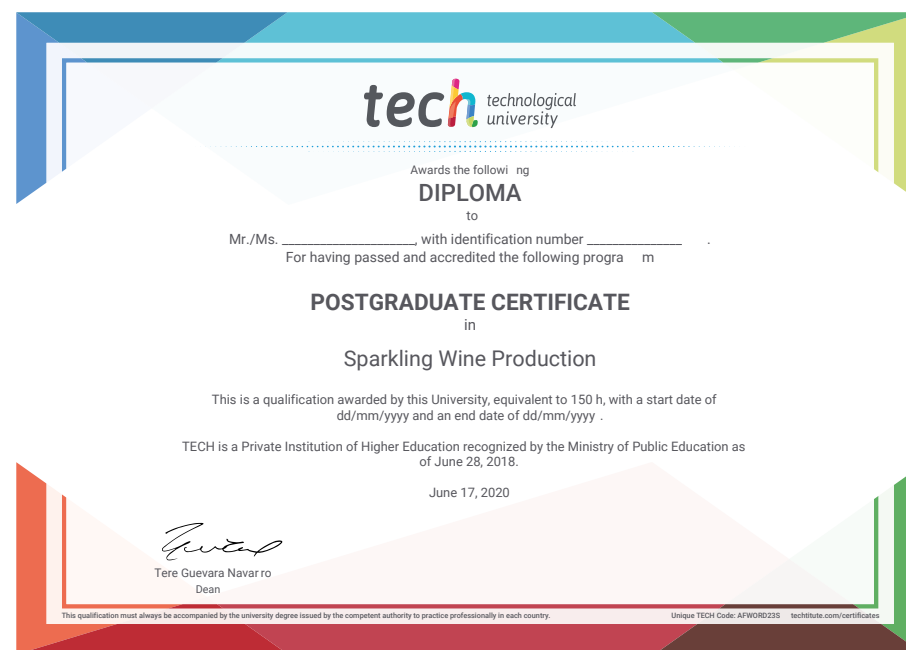 tech technological
university
Awards the followi ng
DIPLOMA
to
Mr./Ms. ____________________, with identification number ______________ .
For having passed and accredited the following progra m
POSTGRADUATE CERTIFICATE
in
Sparkling Wine Production
This is a qualification awarded by this University, equivalent to 150 h, with a start date of
dd/mm/yyyy and an end date of dd/mm/yyyy .
TECH is a Private Institution of Higher Education recognized by the Ministry of Public Education as
of June 28, 2018.
June 17, 2020
Tere Guevara Navar ro
Dean
This qualification must always be accompanied by the university degree issued by the competent authority to practice professionally in each country.
Unique TECH Code: AFWORD23S techtitute.com/certificates